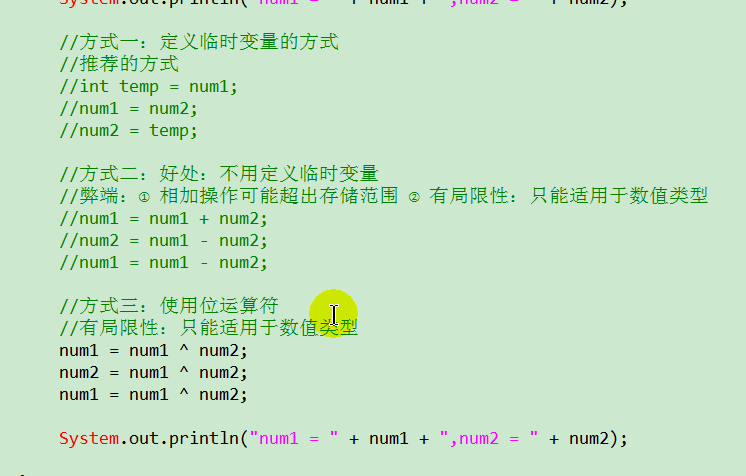 System.out.println("num1 = " + num1 + ",num2 = " + num2);
//方式一：定义临时变量的方式
//推荐的方式
//int temp = num1;
//num1 = num2;
//num2 = temp;
//方式二：好处：不用定义临时变量
//弊端：① 相加操作可能超出存储范围 ② 有局限性：只能适用于数值类型
//num1 = num1 + num2;
//num2 = num1 - num2;
//num1 = num1 - num2;
//方式三：使用位运算符
//有局限性：只能适用于数值类型
num1 = num1 ^ num2;
num2 = num1 ^ num2;
num1 = num1 ^ num2;
System.out.println("num1 = " + num1 + ",num2 = " + num2);